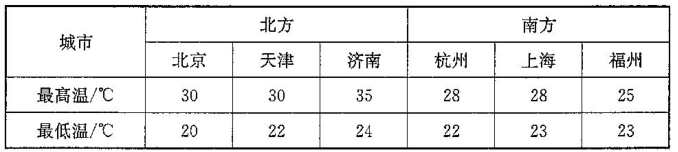 城市 北方 南方
北京 天津 济南 杭州 上海 福州
最高温/℃ 30 30 35 28 28 25
最低温/℃ 20 22 24 22 23 23